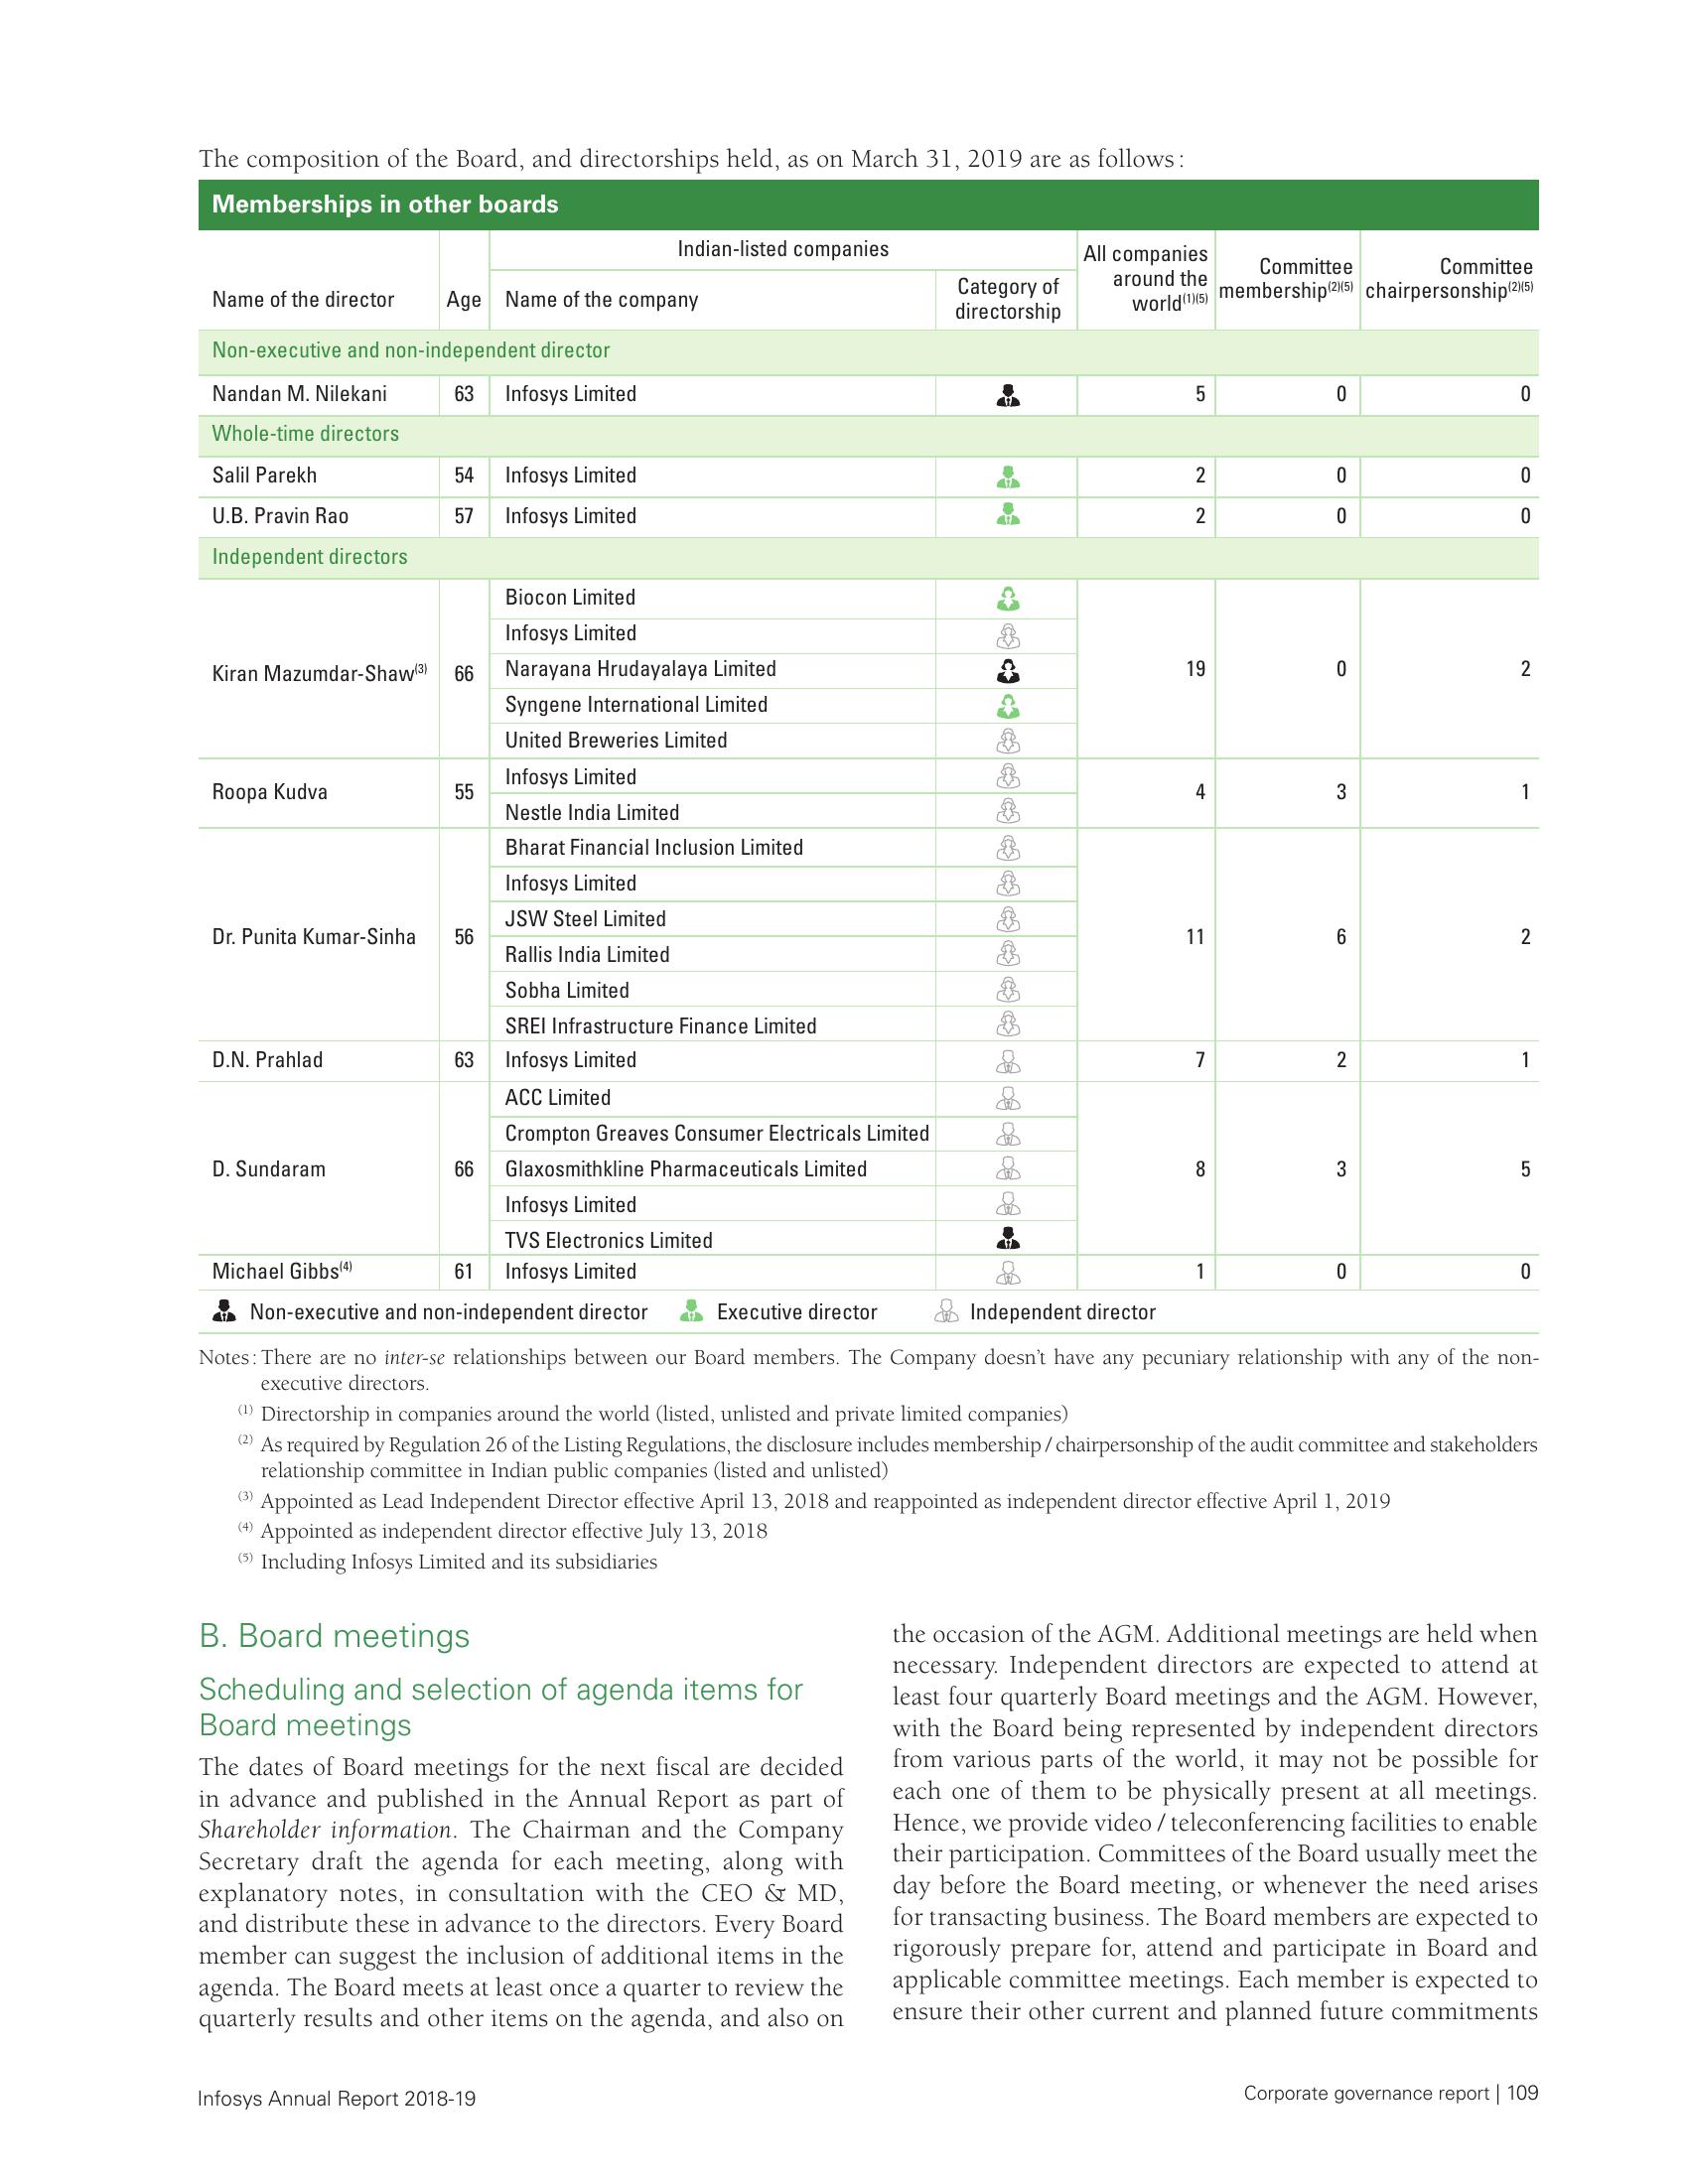 The composition of the Board, and directorships held, as on March 31, 2019 are as follows:
Memberships in other boards
Name of the director
Age
Indian-listed companies
Name of the company
Category of
directorship
All companies
around the
world(1)(5)
Committee
membership(2)(5)
Committee
chairpersonship(2)(5)
Non-executive and non-independent director
Nandan M. Nilekani 63 Infosys Limited 5 0 0
Whole-time directors
Salil Parekh 54 Infosys Limited 2 0 0
U.B. Pravin Rao 57 Infosys Limited 2 0 0
Independent directors
Kiran Mazumdar-Shaw(3) 66
Biocon Limited
Infosys Limited
Narayana Hrudayalaya Limited
Syngene International Limited
United Breweries Limited
19 0 2
Roopa Kudva 55
Infosys Limited
Nestle India Limited
4 3 1
Dr. Punita Kumar-Sinha 56
Bharat Financial Inclusion Limited
Infosys Limited
JSW Steel Limited
Rallis India Limited
Sobha Limited
SREI Infrastructure Finance Limited
11 6 2
D.N. Prahlad 63 Infosys Limited 7 2 1
D. Sundaram 66
ACC Limited
Crompton Greaves Consumer Electricals Limited
Glaxosmithkline Pharmaceuticals Limited
Infosys Limited
TVS Electronics Limited
8 3 5
Michael Gibbs(4) 61 Infosys Limited 1 0 0
Non-executive and non-independent director Executive director Independent director
Notes: There are no inter-se relationships between our Board members. The Company doesn't have any pecuniary relationship with any of the non-
executive directors.
(1) Directorship in companies around the world (listed, unlisted and private limited companies)
(2) As required by Regulation 26 of the Listing Regulations, the disclosure includes membership / chairpersonship of the audit committee and stakeholders
relationship committee in Indian public companies (listed and unlisted)
(3) Appointed as Lead Independent Director effective April 13, 2018 and reappointed as independent director effective April 1, 2019
(4) Appointed as independent director effective July 13, 2018
(5) Including Infosys Limited and its subsidiaries
B. Board meetings
Scheduling and selection of agenda items for
Board meetings
The dates of Board meetings for the next fiscal are decided
in advance and published in the Annual Report as part of
Shareholder information. The Chairman and the Company
Secretary draft the agenda for each meeting, along with
explanatory notes, in consultation with the CEO & MD,
and distribute these in advance to the directors. Every Board
member can suggest the inclusion of additional items in the
agenda. The Board meets at least once a quarter to review the
quarterly results and other items on the agenda, and also on
the occasion of the AGM. Additional meetings are held when
necessary. Independent directors are expected to attend at
least four quarterly Board meetings and the AGM. However,
with the Board being represented by independent directors
from various parts of the world, it may not be possible for
each one of them to be physically present at all meetings.
Hence, we provide video / teleconferencing facilities to enable
their participation. Committees of the Board usually meet the
day before the Board meeting, or whenever the need arises
for transacting business. The Board members are expected to
rigorously prepare for, attend and participate in Board and
applicable committee meetings. Each member is expected to
ensure their other current and planned future commitments
Infosys Annual Report 2018-19
Corporate governance report | 109